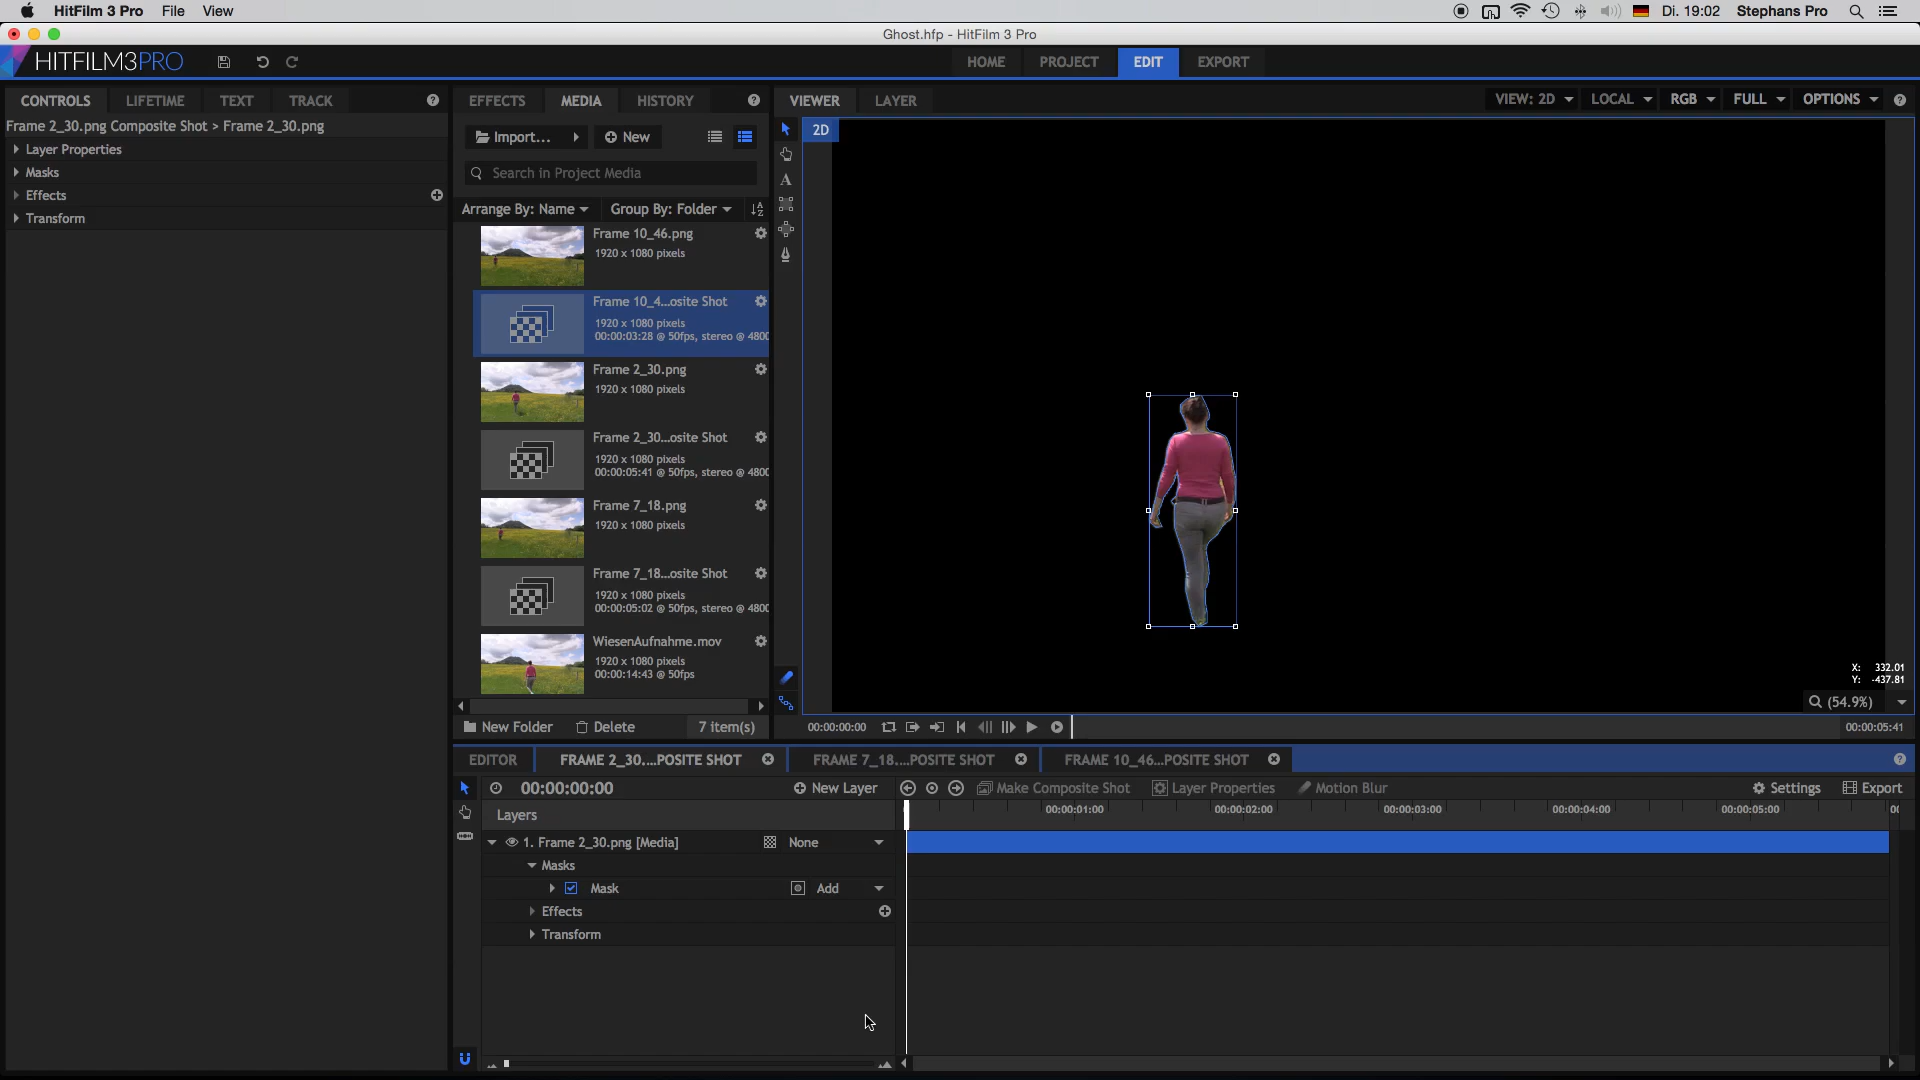 HitFilm 3 Pro File View Di. 19:02 Stephans Pro
Ghost.hfp - HitFilm 3 Pro
HITFILM3PRO HOME PROJECT EDIT EXPORT
CONTROLS LIFETIME TEXT TRACK
Frame 2_30.png Composite Shot > Frame 2_30.png
Layer Properties
Masks
Effects
Transform
EFFECTS MEDIA HISTORY
Import... New
Search in Project Media
Arrange By: Name Group By: Folder
Frame 10_46.png
1920 x 1080 pixels
Frame 10_4...osite Shot
1920 x 1080 pixels
00:00:03:28 @ 50fps, stereo @ 4800
Frame 2_30.png
1920 x 1080 pixels
Frame 2_30...osite Shot
1920 x 1080 pixels
00:00:05:41 @ 50fps, stereo @ 4800
Frame 7_18.png
1920 x 1080 pixels
Frame 7_18...osite Shot
1920 x 1080 pixels
00:00:05:02 @ 50fps, stereo @ 4800
WiesenAufnahme.mov
1920 x 1080 pixels
00:00:14:43 @ 50fps
New Folder Delete 7 item(s)
VIEWER LAYER VIEW: 2D LOCAL RGB FULL OPTIONS
2D
A
X: 332.01
Y: -437.81
(54.9%)
00:00:00:00 00:00:05:41
EDITOR FRAME 2_30....POSITE SHOT FRAME 7_18....POSITE SHOT FRAME 10_46...POSITE SHOT
00:00:00:00 New Layer Make Composite Shot Layer Properties Motion Blur Settings Export
Layers 00:00:01:00 00:00:02:00 00:00:03:00 00:00:04:00 00:00:05:00 00
1. Frame 2_30.png [Media] None
Masks
Mask Add
Effects
Transform